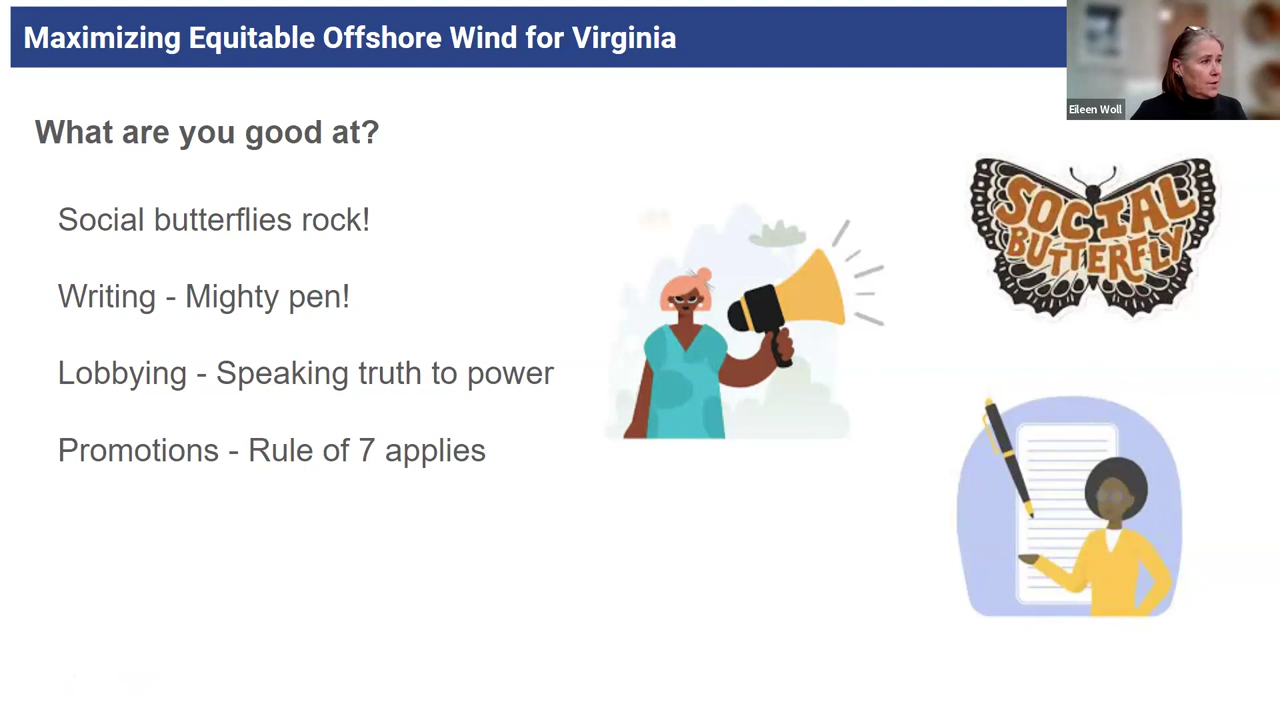 Maximizing Equitable Offshore Wind for Virginia
Eileen Woll
What are you good at?
Social butterflies rock!
Writing - Mighty pen!
Lobbying - Speaking truth to power
Promotions - Rule of 7 applies
SOCIAL
BUTTERFLY